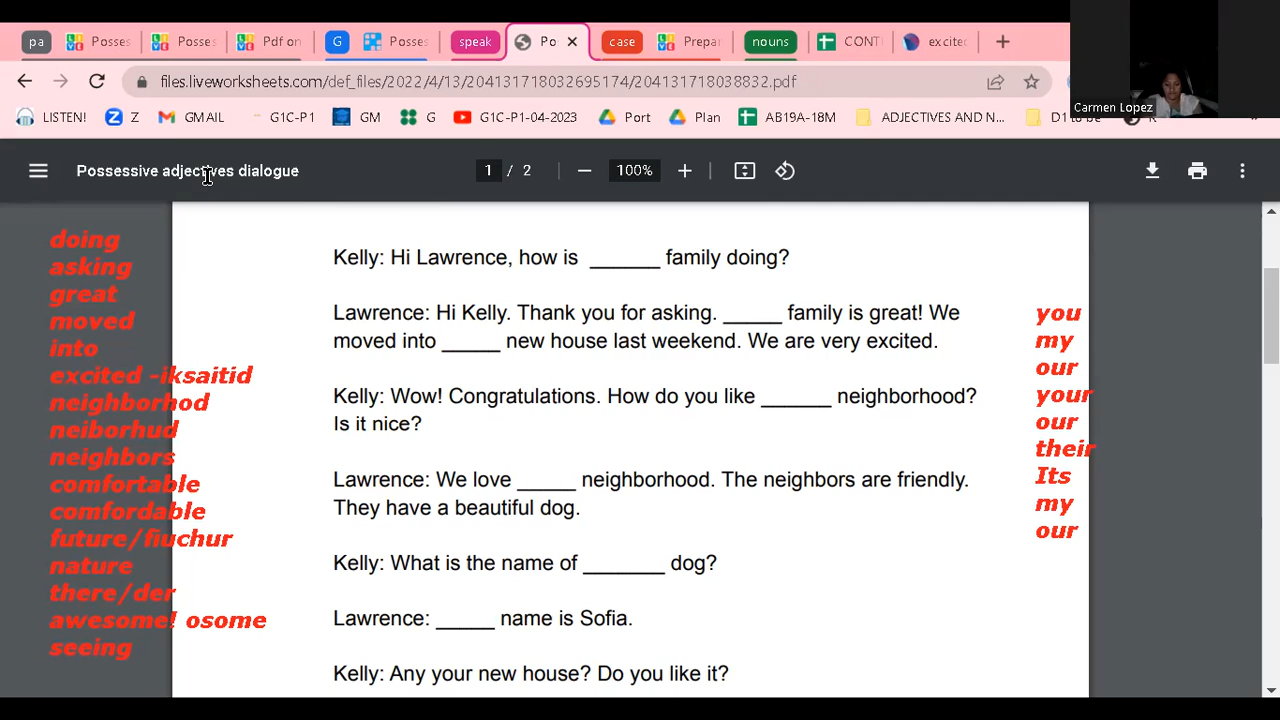 pa Posses Posses Pdf on G Posses speak Po case Prepar nouns CONT excite
files.liveworksheets.com/def_files/2022/4/13/204131718032695174/204131718038832.pdf
Carmen Lopez
LISTEN! Z GMAIL G1C-P1 GM G G1C-P1-04-2023 Port Plan AB19A-18M ADJECTIVES AND N... D1 to be
Possessive adjectives dialogue 1 / 2 100%
doing
asking
great
moved
into
excited -iksaitid
neighborhod
neiborhud
neighbors
comfortable
comfordable
future/fiuchur
nature
there/der
awesome! osome
seeing
Kelly: Hi Lawrence, how is ______ family doing?
Lawrence: Hi Kelly. Thank you for asking. _____ family is great! We
moved into _____ new house last weekend. We are very excited.
Kelly: Wow! Congratulations. How do you like ______ neighborhood?
Is it nice?
Lawrence: We love _____ neighborhood. The neighbors are friendly.
They have a beautiful dog.
Kelly: What is the name of _______ dog?
Lawrence: _____ name is Sofia.
Kelly: Any your new house? Do you like it?
you
my
our
your
our
their
Its
my
our